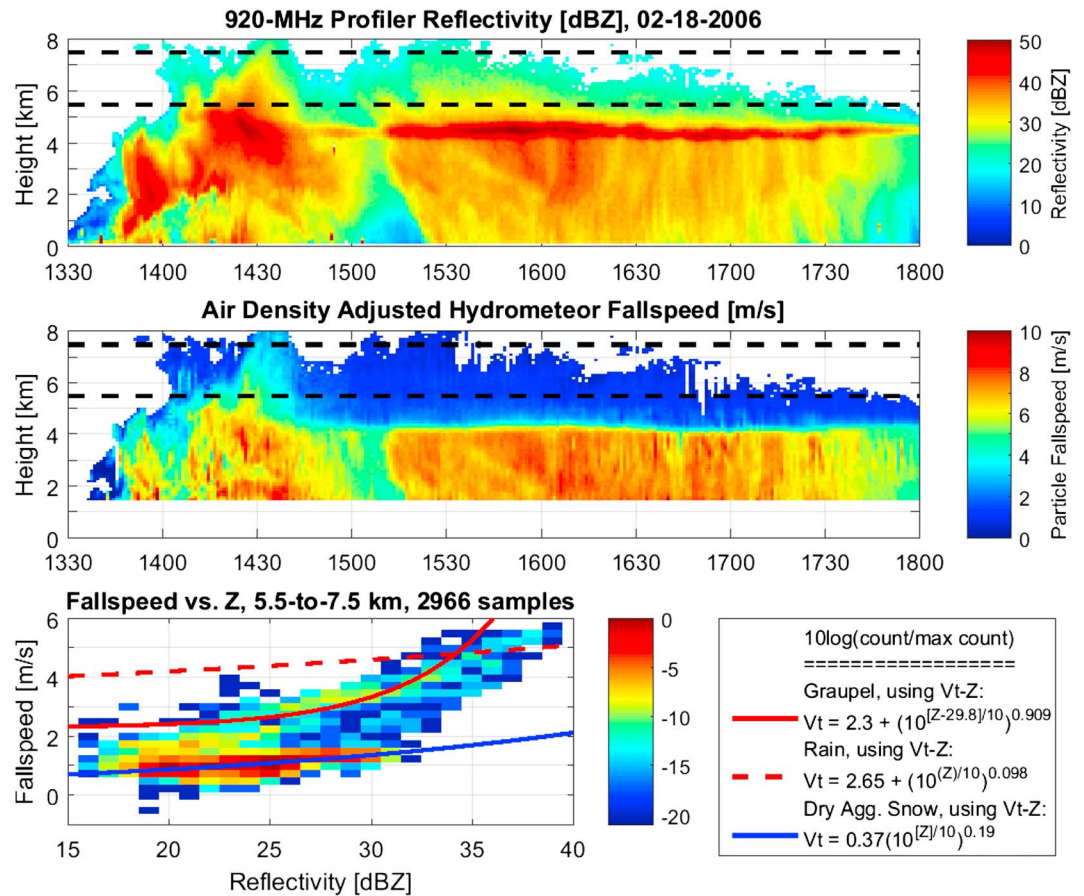 920-MHz Profiler Reflectivity [dBZ], 02-18-2006
Height [km]
8
6
4
2
0
1330 1400 1430 1500 1530 1600 1630 1700 1730 1800
50
40
30
20
10
0
Reflectivity [dBZ]
Air Density Adjusted Hydrometeor Fallspeed [m/s]
Height [km]
8
6
4
2
0
1330 1400 1430 1500 1530 1600 1630 1700 1730 1800
10
8
6
4
2
0
Particle Fallspeed [m/s]
Fallspeed vs. Z, 5.5-to-7.5 km, 2966 samples
Fallspeed [m/s]
6
4
2
0
15 20 25 30 35 40
Reflectivity [dBZ]
0
-5
-10
-15
-20
10log(count/max count)
==================
Graupel, using Vt-Z:
Vt = 2.3 + (10^[Z-29.8]/10)^0.909
Rain, using Vt-Z:
Vt = 2.65 + (10^(Z)/10)^0.098
Dry Agg. Snow, using Vt-Z:
Vt = 0.37(10^[Z]/10)^0.19